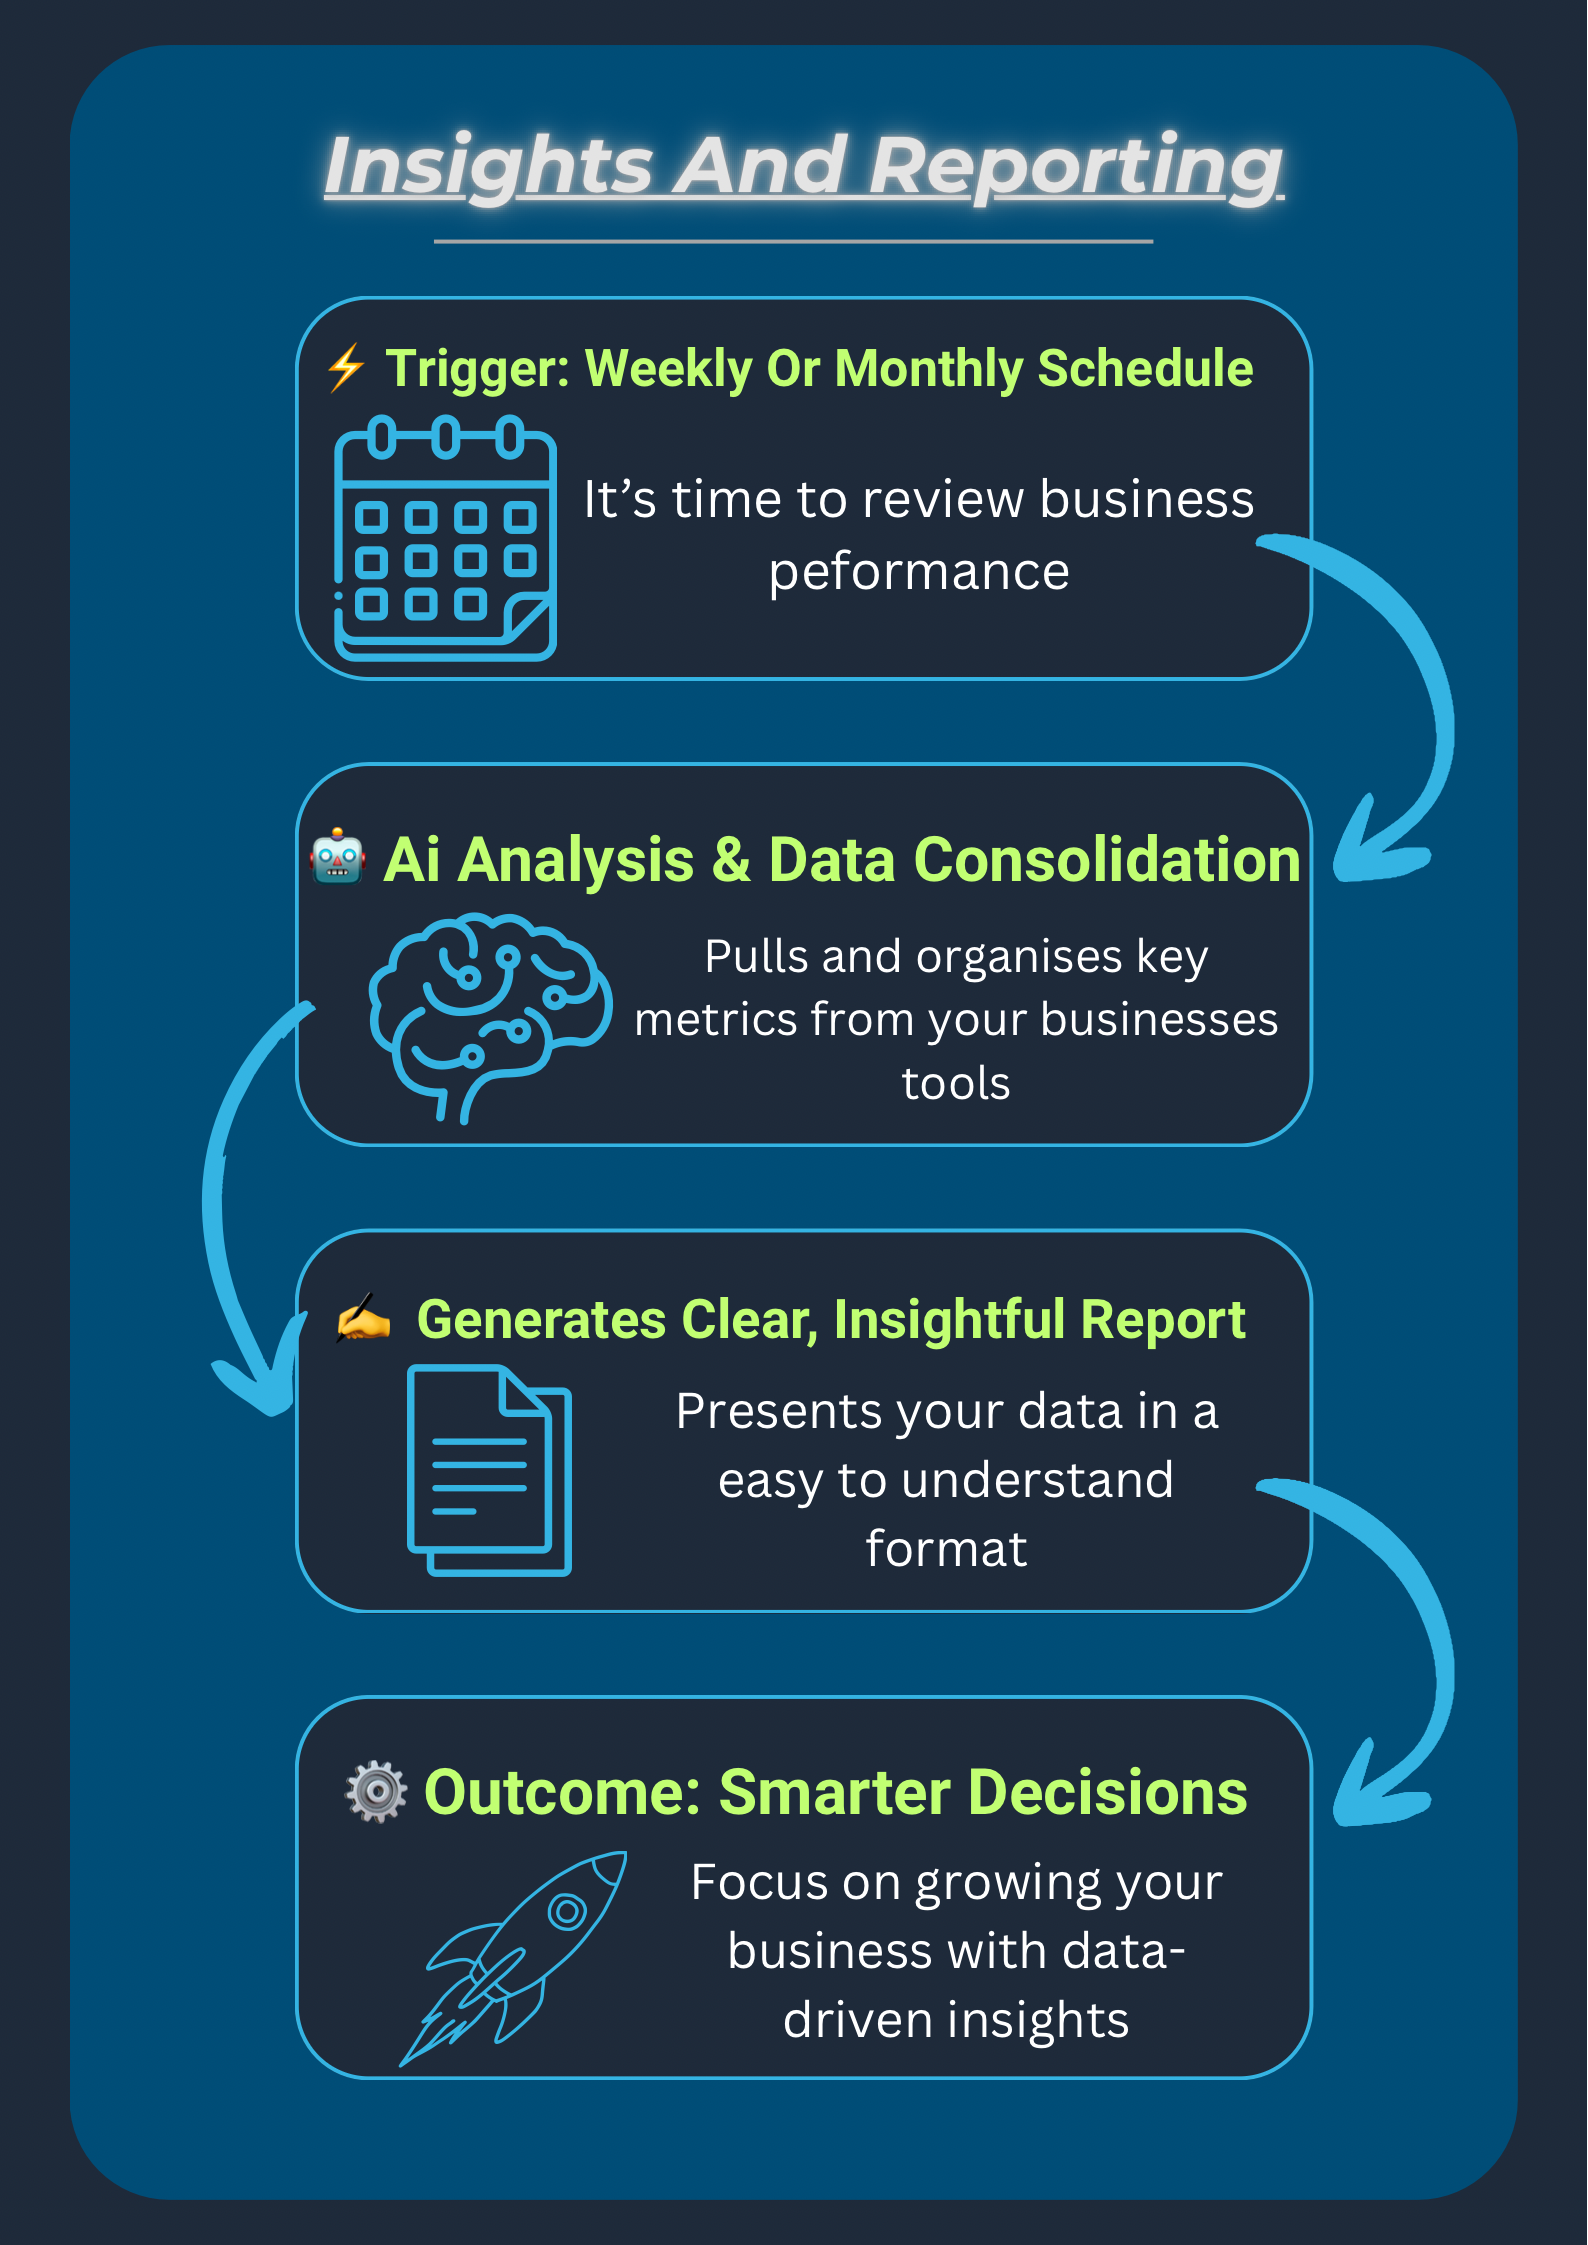 Insights And Reporting
⚡ Trigger: Weekly Or Monthly Schedule
It’s time to review business
peformance
🤖 Ai Analysis & Data Consolidation
Pulls and organises key
metrics from your businesses
tools
✍️ Generates Clear, Insightful Report
Presents your data in a
easy to understand
format
⚙️ Outcome: Smarter Decisions
Focus on growing your
business with data-
driven insights